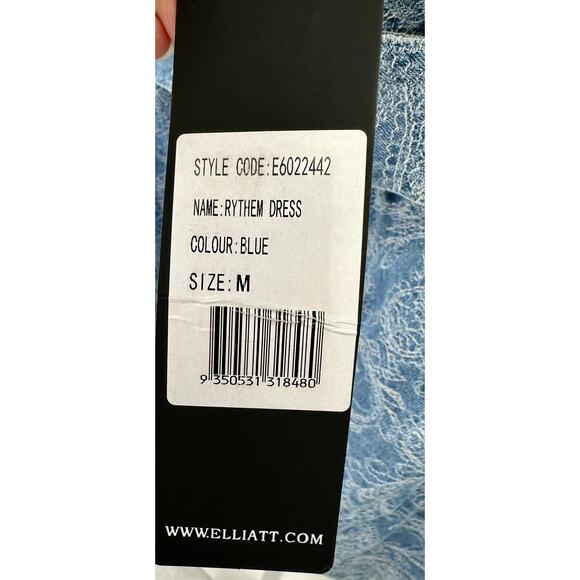 STYLE CODE:E6022442
NAME:RYTHEM DRESS
COLOUR:BLUE
SIZE:M
9 350531 318480
WWW.ELLIATT.COM